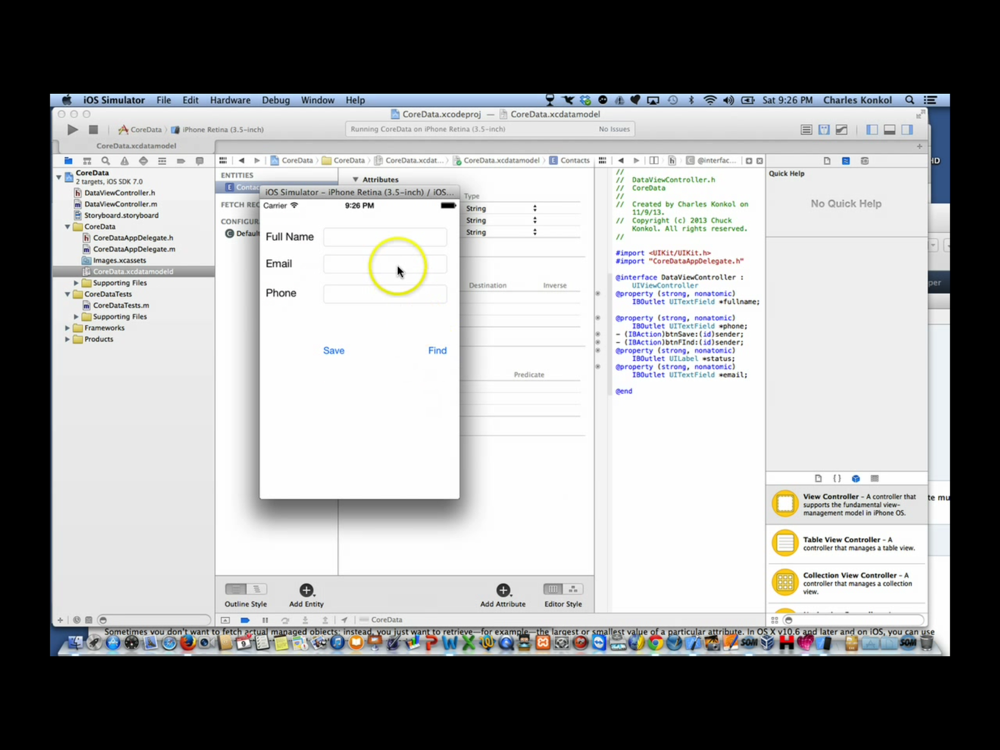 iOS Simulator File Edit Hardware Debug Window Help Sat 9:26 PM Charles Konkol
CoreData.xcodeproj — CoreData.xcdatamodel
CoreData iPhone Retina (3.5-inch)
Running CoreData on iPhone Retina (3.5-inch) No Issues
CoreData.xcdatamodel
CoreData
2 targets, iOS SDK 7.0
DataViewController.h
DataViewController.m
Storyboard.storyboard
CoreData
CoreDataAppDelegate.h
CoreDataAppDelegate.m
Images.xcassets
CoreData.xcdatamodeld
Supporting Files
CoreDataTests
CoreDataTests.m
Supporting Files
Frameworks
Products
CoreData CoreData CoreData.xcdat... CoreData.xcdatamodel E Contacts
ENTITIES
E Contac
FETCH REC
CONFIGUR
C Default
Attributes
Type
String
String
String
Destination Inverse
Predicate
iOS Simulator – iPhone Retina (3.5-inch) / iOS...
Carrier 9:26 PM
Full Name
Email
Phone
Save Find
Outline Style Add Entity Add Attribute Editor Style
CoreData
h C @interfac...
//
// DataViewController.h
// CoreData
//
// Created by Charles Konkol on
11/9/13.
// Copyright (c) 2013 Chuck
Konkol. All rights reserved.
//
#import <UIKit/UIKit.h>
#import "CoreDataAppDelegate.h"
@interface DataViewController :
UIViewController
@property (strong, nonatomic)
IBOutlet UITextField *fullname;
@property (strong, nonatomic)
IBOutlet UITextField *phone;
- (IBAction)btnSave:(id)sender;
- (IBAction)btnFInd:(id)sender;
@property (strong, nonatomic)
IBOutlet UILabel *status;
@property (strong, nonatomic)
IBOutlet UITextField *email;
@end
Quick Help
No Quick Help
{}
View Controller – A controller that
supports the fundamental view-
management model in iPhone OS.
Table View Controller – A
controller that manages a table view.
Collection View Controller – A
controller that manages a collection
view.
HD
per
te mu
Sometimes you don't want to fetch actual managed objects; instead, you just want to retrieve—for example—the largest or smallest value of a particular attribute. In OS X v10.6 and later and on iOS, you can use
9
SOM
SOM